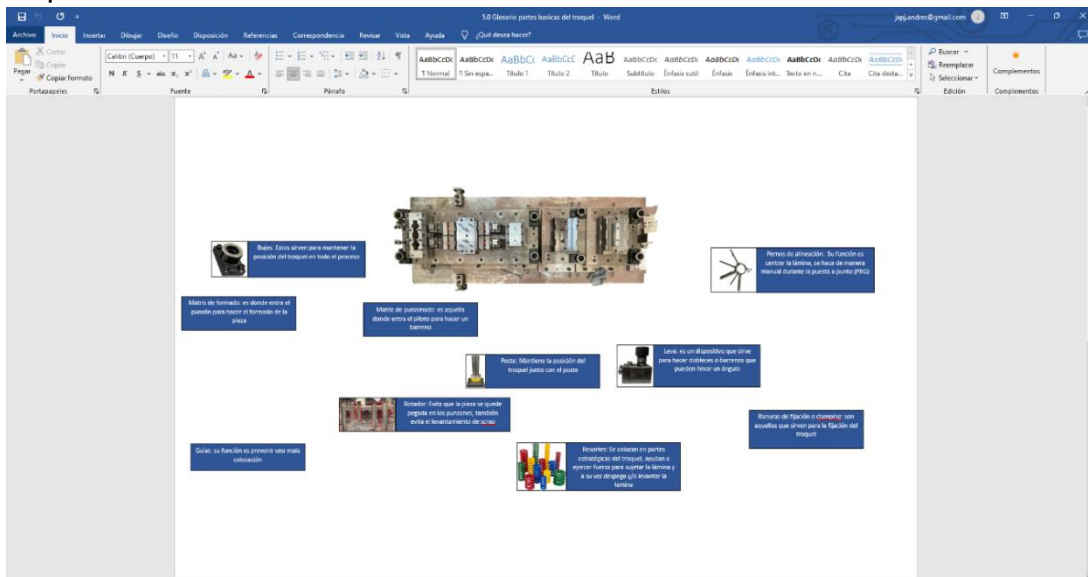 5.0 Glosario partes basicas del troquel - Word
japj.andres@gmail.com
Archivo Inicio Insertar Dibujar Diseño Disposición Referencias Correspondencia Revisar Vista Ayuda ¿Qué desea hacer?
Pegar
Cortar
Copiar
Copiar formato
Portapapeles
Calibri (Cuerpo) 11
N K S abc x, x²
Fuente
Párrafo
AaBbCcDc AaBbCcDc AaBbCc AaBbCcC AaB AaBbCcDc AaBbCcDc AaBbCcDc AaBbCcDc AaBbCcDc AaBbCcDc AaBbCcDc
¶ Normal ¶ Sin espa... Título 1 Título 2 Título Subtítulo Énfasis sutil Énfasis Énfasis int... Texto en n... Cita Cita desta...
Estilos
Buscar
Reemplazar
Seleccionar
Edición
Complementos
Complementos
Bujes. Estos sirven para mantener la
posición del troquel en todo el proceso
Pernos de alineación: Su función es
centrar la lámina, se hace de manera
manual durante la puesta a punto (PRG)
Matriz de formado: es donde entra el
punzón para hacer el formado de la
pieza
Matriz de punzonado: es aquella
donde entra el piloto para hacer un
barreno
Poste: Mantiene la posición del
troquel junto con el poste
Leva: es un dispositivo que sirve
para hacer dobleces o barrenos que
pueden llevar un ángulo
Botador: Evita que la pieza se quede
pegada en los punzones, también
evita el levantamiento de scrap
Ranuras de fijación o clamping: son
aquellas que sirven para la fijación del
troquel
Guías: su función es prevenir una mala
colocación
Resortes: Se colocan en partes
estratégicas del troquel, ayudan a
ejercer fuerza para sujetar la lámina y
a su vez despega y/o levantar la
lamina